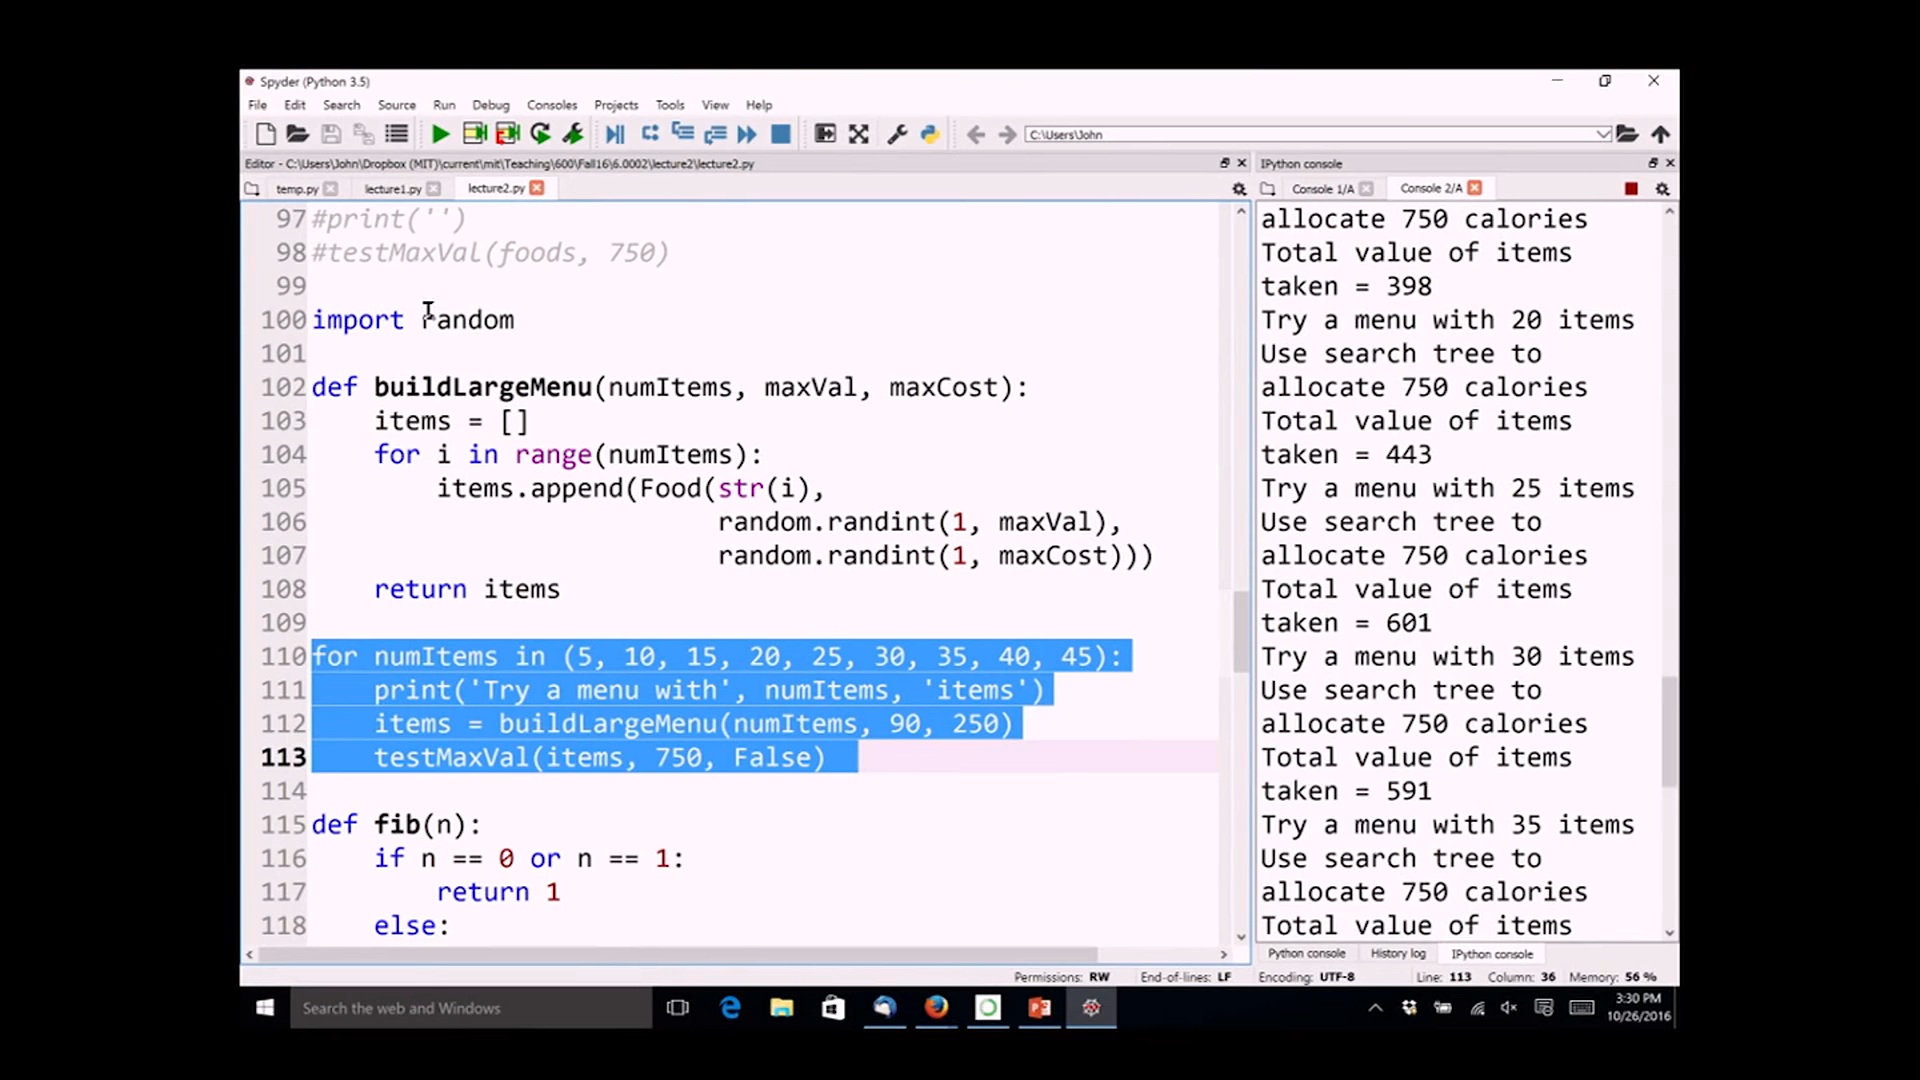 Spyder (Python 3.5)
File Edit Search Source Run Debug Consoles Projects Tools View Help
C:\Users\John
Editor - C:\Users\John\Dropbox (MIT)\current\mit\Teaching\600\Fall16\6.0002\lecture2\lecture2.py
temp.py lecture1.py lecture2.py
97 #print('')
98 #testMaxVal(foods, 750)
99
100 import random
101
102 def buildLargeMenu(numItems, maxVal, maxCost):
103     items = []
104     for i in range(numItems):
105         items.append(Food(str(i),
106                           random.randint(1, maxVal),
107                           random.randint(1, maxCost)))
108     return items
109
110 for numItems in (5, 10, 15, 20, 25, 30, 35, 40, 45):
111     print('Try a menu with', numItems, 'items')
112     items = buildLargeMenu(numItems, 90, 250)
113     testMaxVal(items, 750, False)
114
115 def fib(n):
116     if n == 0 or n == 1:
117         return 1
118     else:
IPython console
Console 1/A Console 2/A
allocate 750 calories
Total value of items
taken = 398
Try a menu with 20 items
Use search tree to
allocate 750 calories
Total value of items
taken = 443
Try a menu with 25 items
Use search tree to
allocate 750 calories
Total value of items
taken = 601
Try a menu with 30 items
Use search tree to
allocate 750 calories
Total value of items
taken = 591
Try a menu with 35 items
Use search tree to
allocate 750 calories
Total value of items
Python console History log IPython console
Permissions: RW End-of-lines: LF Encoding: UTF-8 Line: 113 Column: 36 Memory: 56 %
Search the web and Windows
3:30 PM
10/26/2016